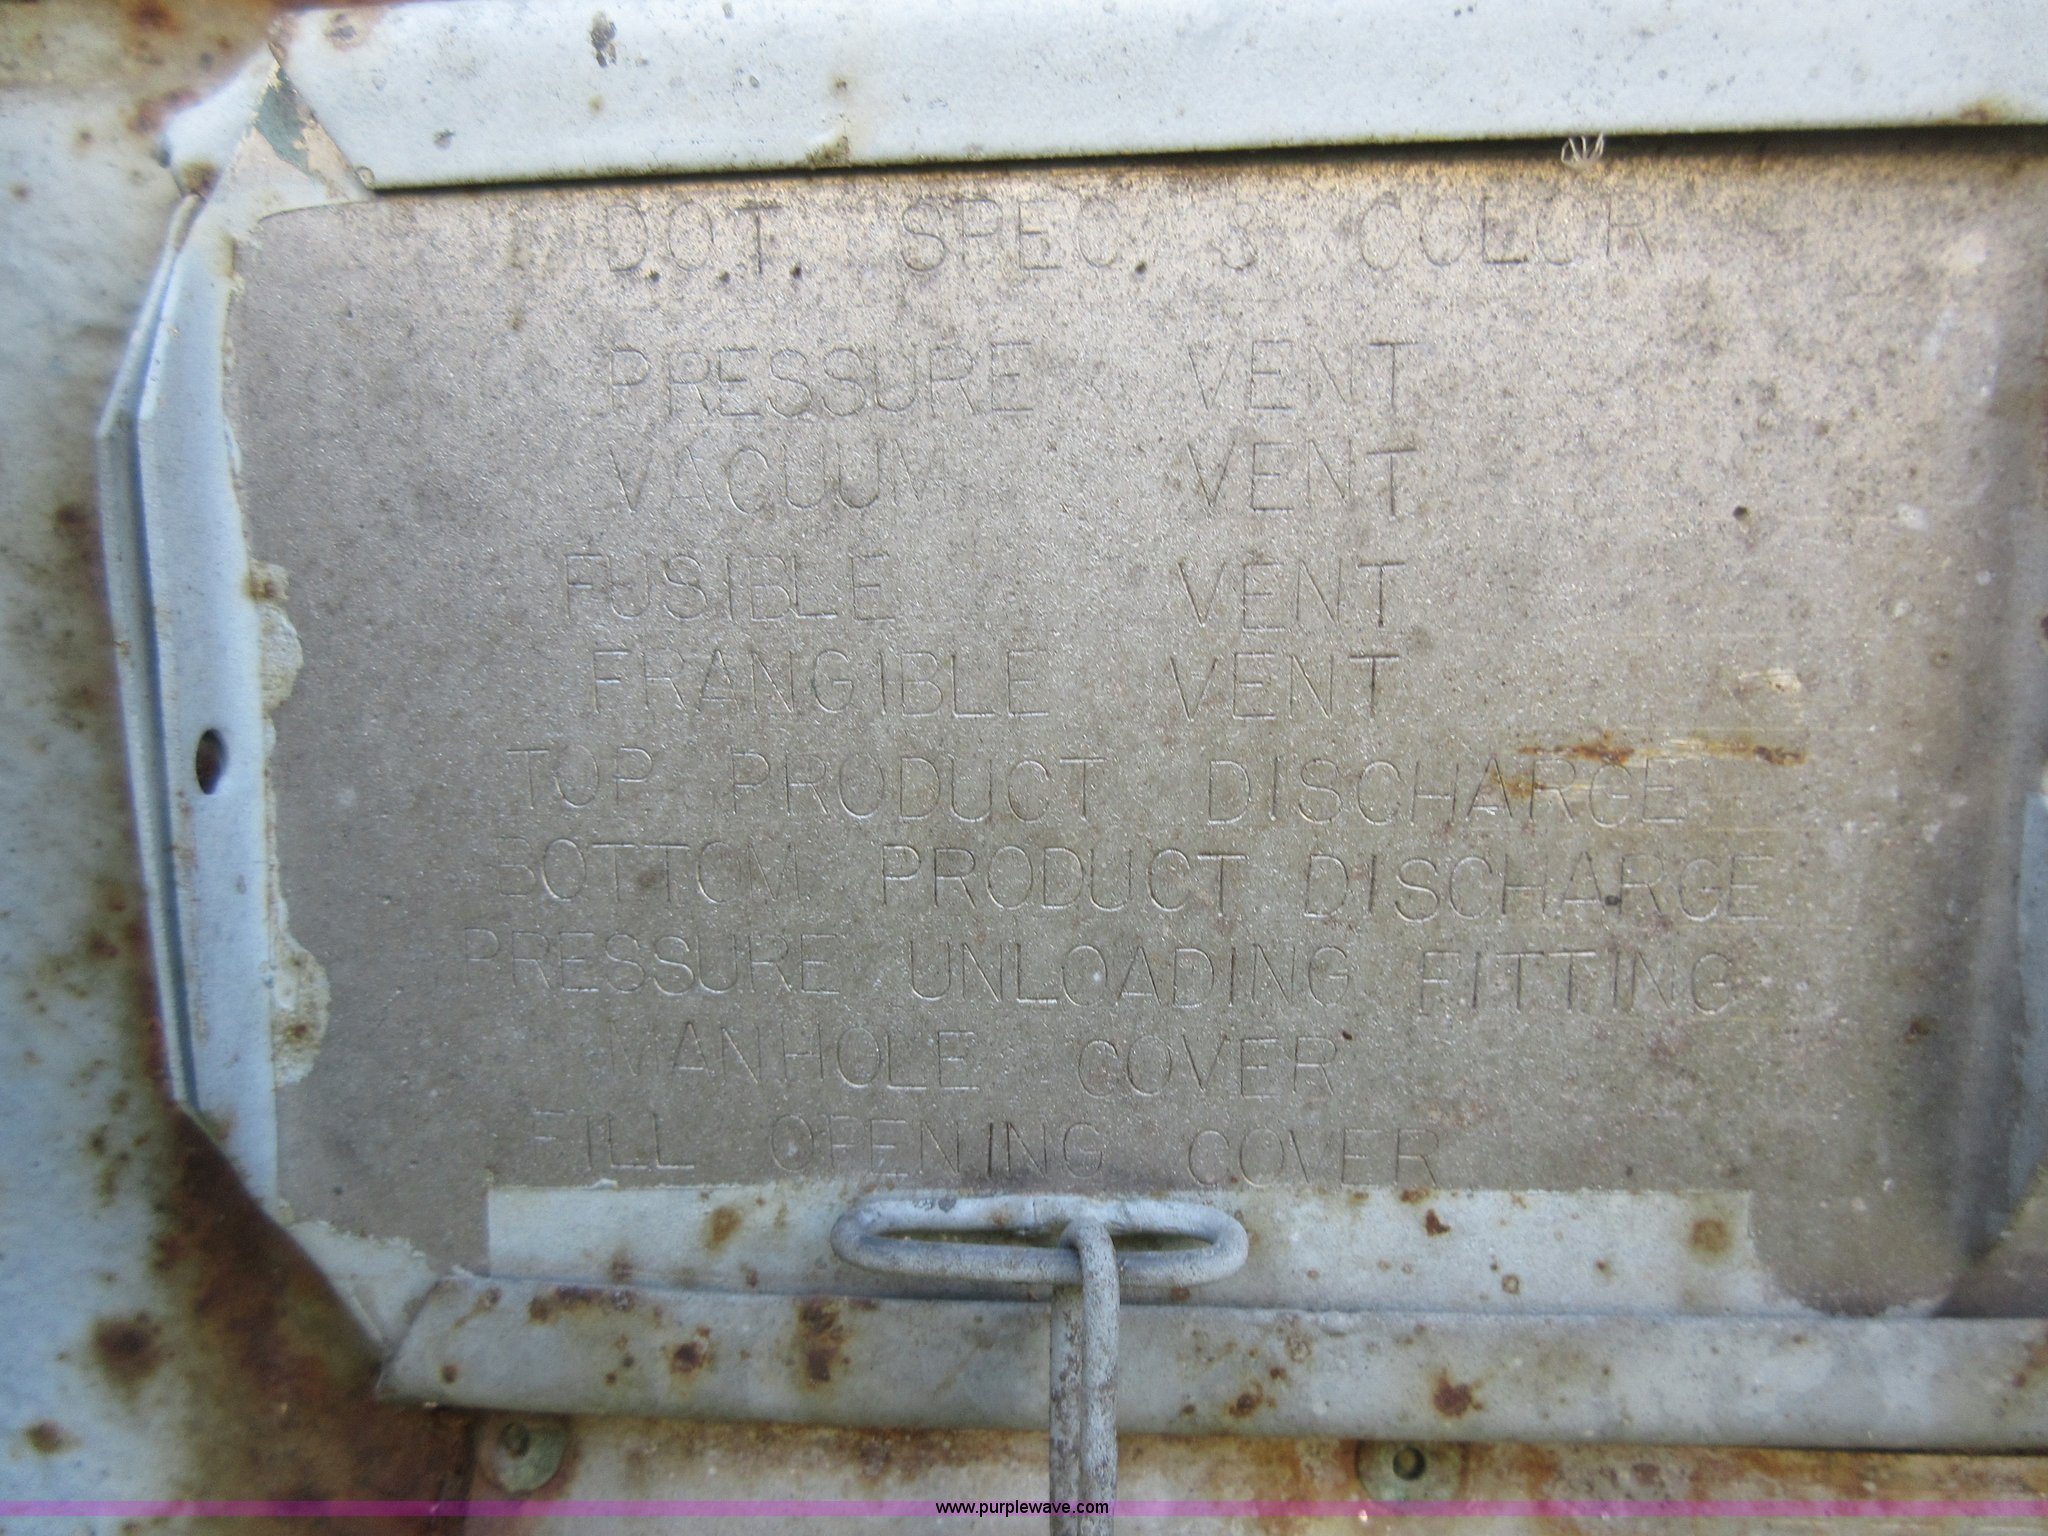 D.O.T. SPEC. & COLOR
PRESSURE VENT
VACUUM VENT
FUSIBLE VENT
FRANGIBLE VENT
TOP PRODUCT DISCHARGE
BOTTOM PRODUCT DISCHARGE
PRESSURE UNLOADING FITTING
MANHOLE COVER
FILL OPENING COVER
www.purplewave.com